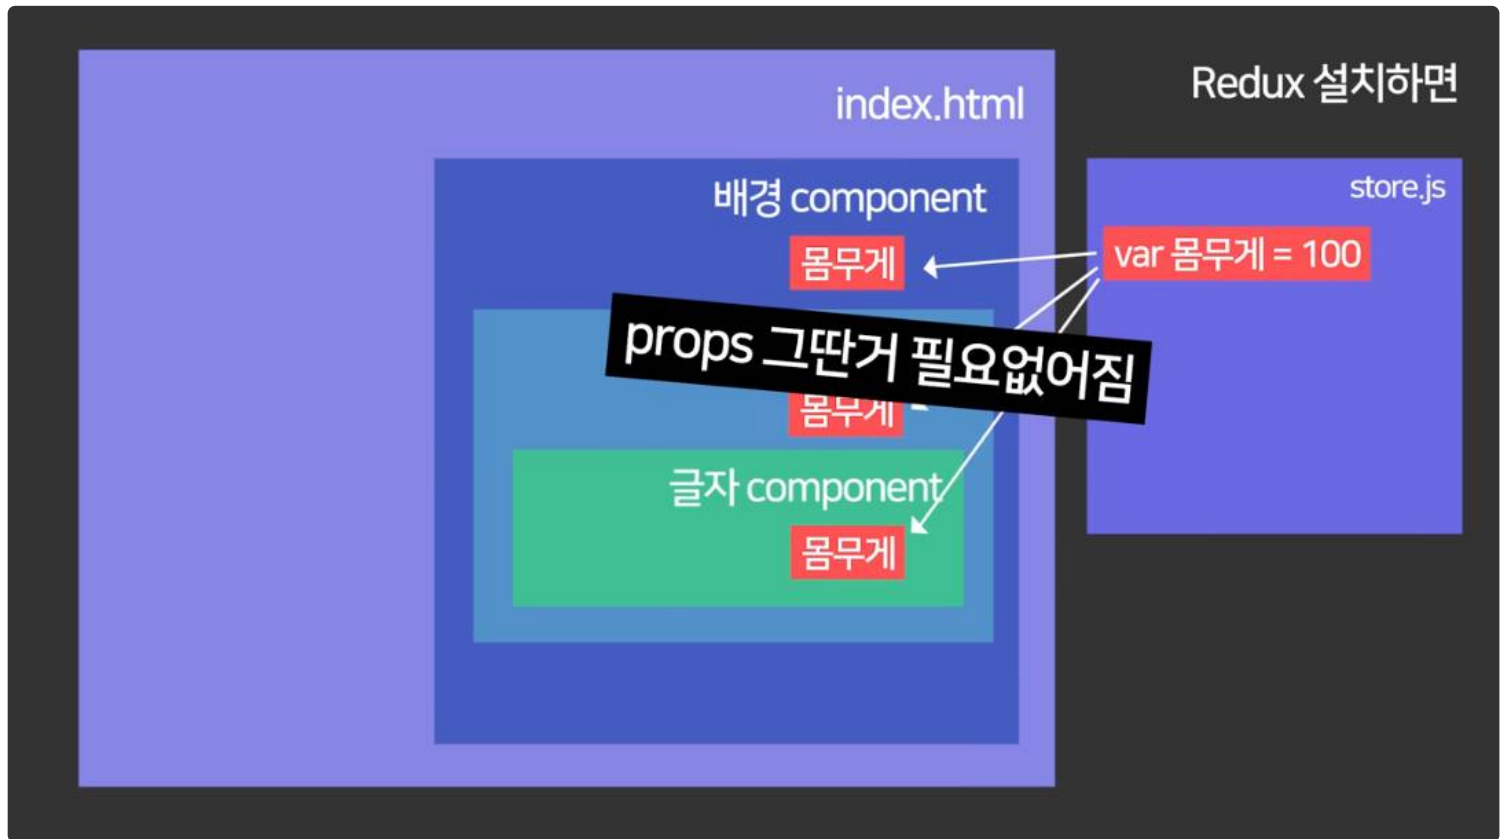 Redux 설치하면
index.html
store.js
배경 component
몸무게
var 몸무게 = 100
props 그딴거 필요없어짐
몸무게
글자 component
몸무게